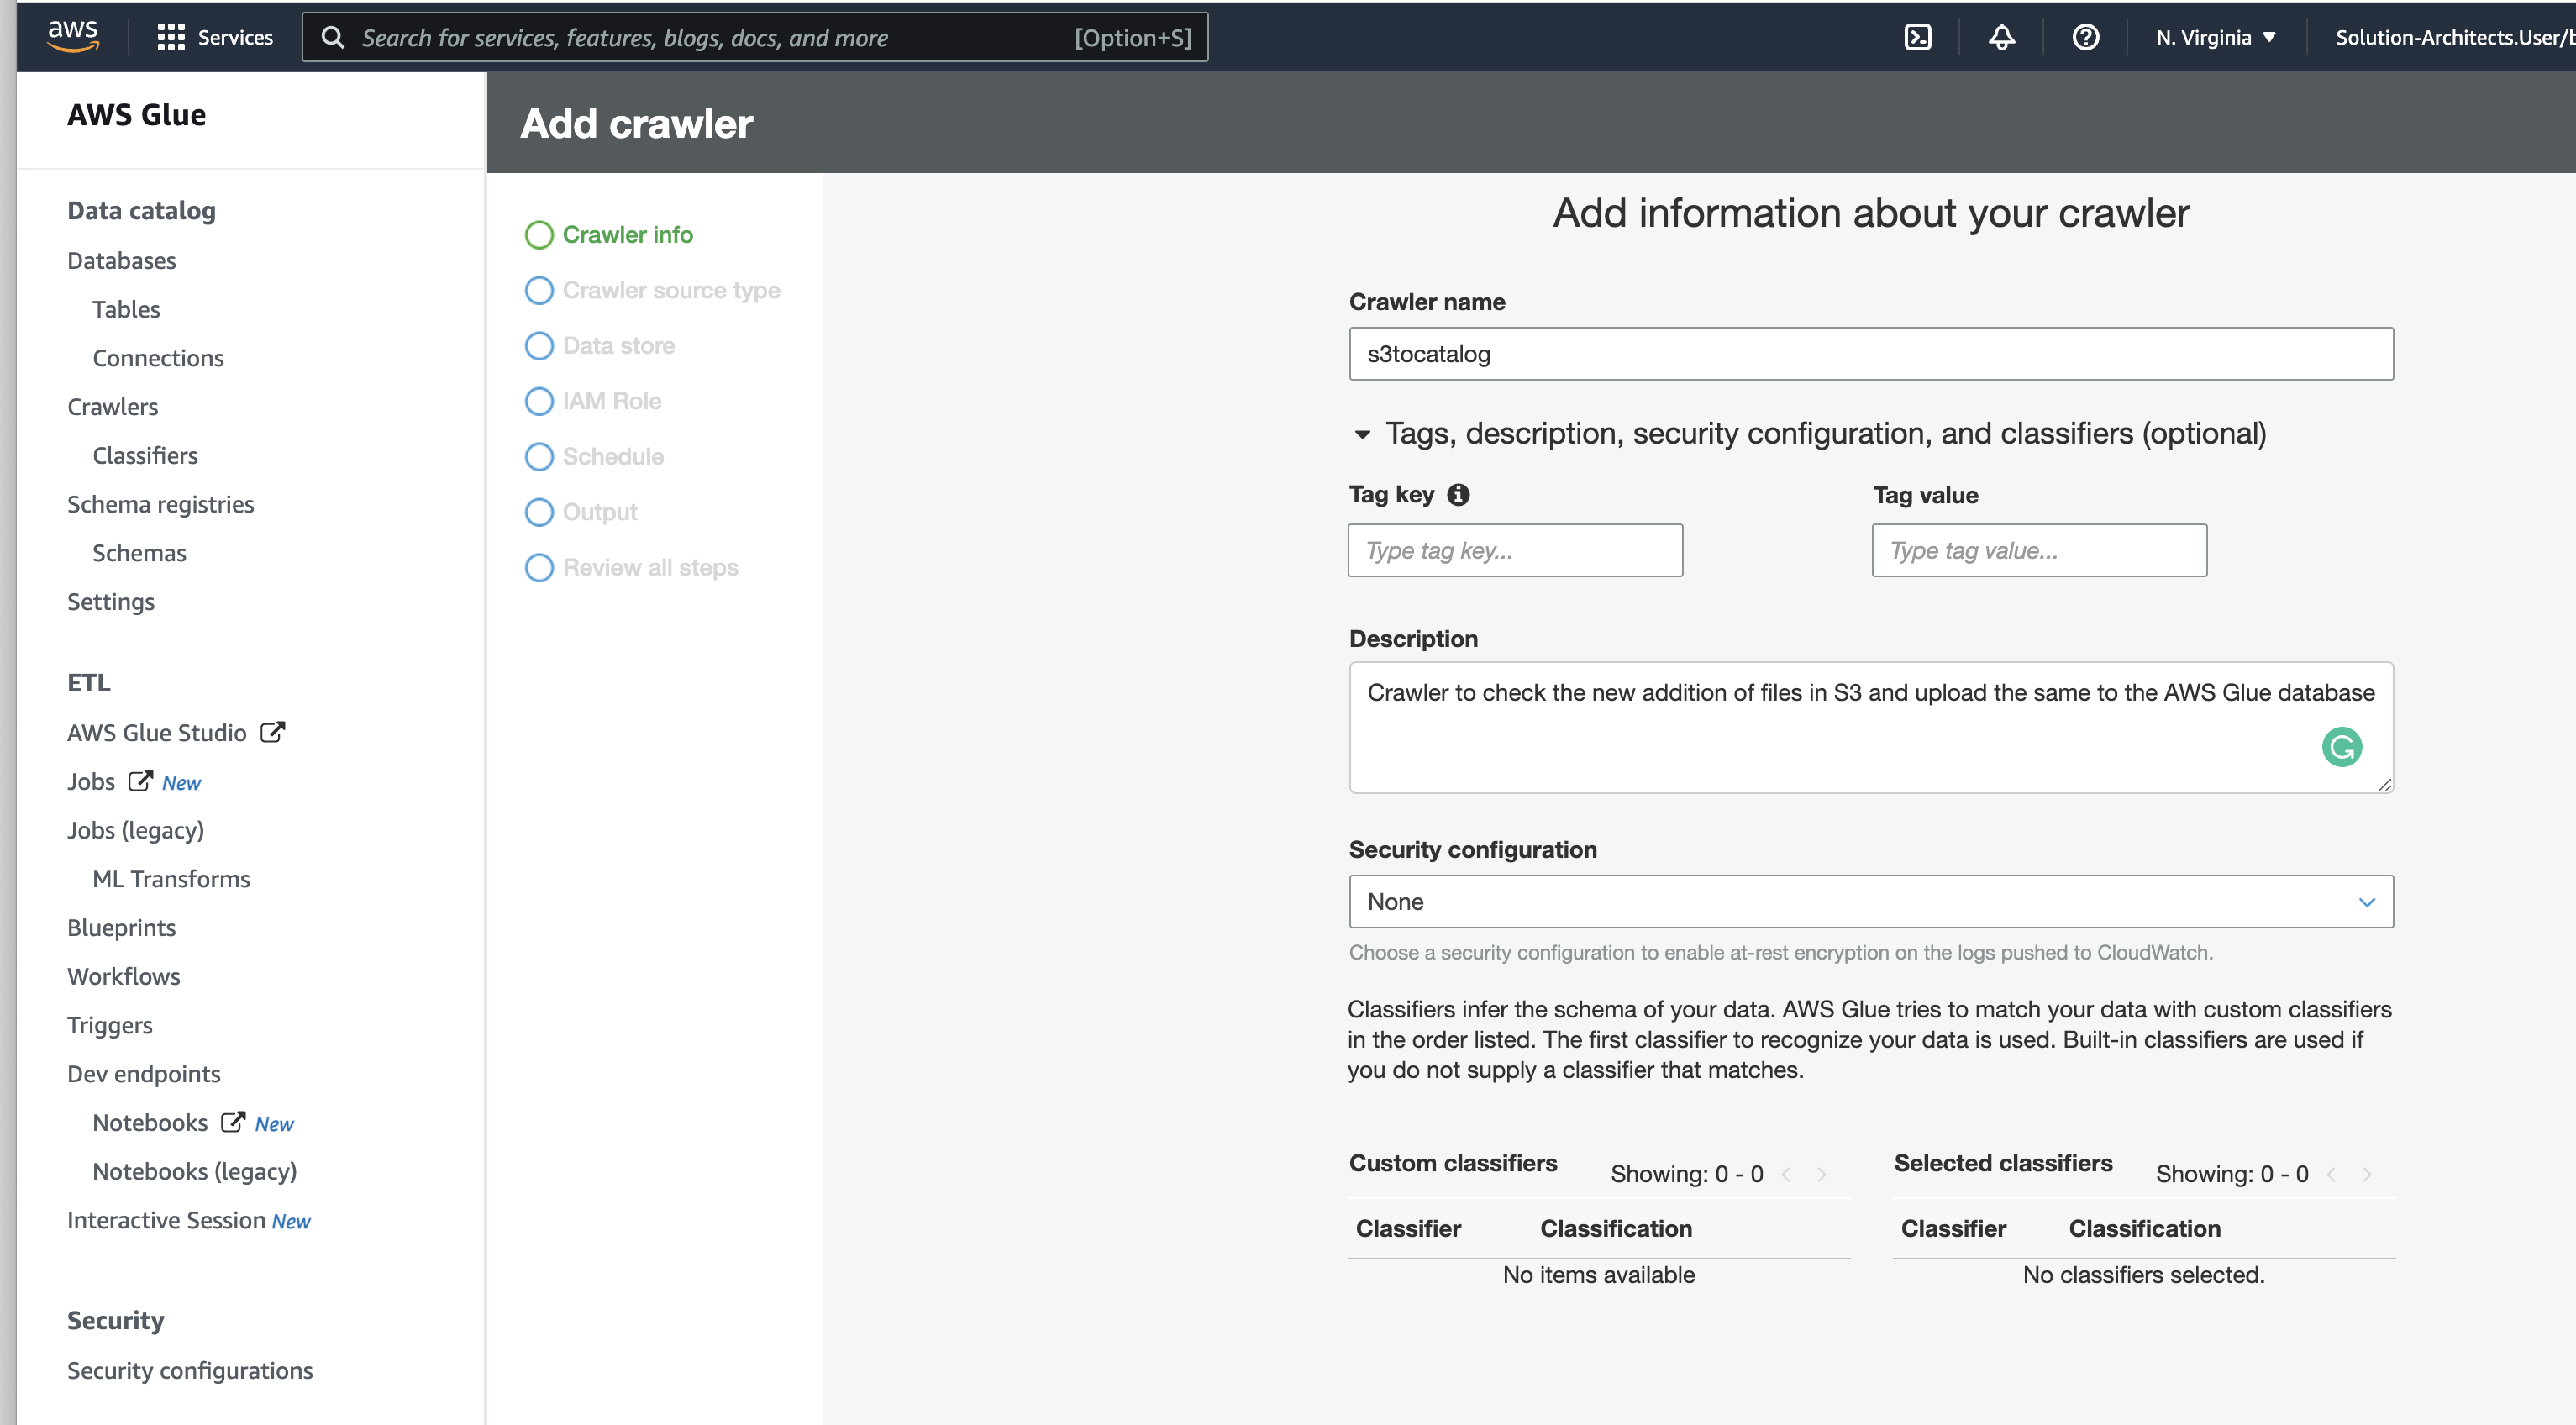 aws
Services
Search for services, features, blogs, docs, and more
[Option+S]
N. Virginia
Solution-Architects.User/b
AWS Glue
Data catalog
Databases
Tables
Connections
Crawlers
Classifiers
Schema registries
Schemas
Settings
ETL
AWS Glue Studio
Jobs New
Jobs (legacy)
ML Transforms
Blueprints
Workflows
Triggers
Dev endpoints
Notebooks New
Notebooks (legacy)
Interactive Session New
Security
Security configurations
Add crawler
Crawler info
Crawler source type
Data store
IAM Role
Schedule
Output
Review all steps
Add information about your crawler
Crawler name
s3tocatalog
Tags, description, security configuration, and classifiers (optional)
Tag key
Tag value
Type tag key...
Type tag value...
Description
Crawler to check the new addition of files in S3 and upload the same to the AWS Glue database
Security configuration
None
Choose a security configuration to enable at-rest encryption on the logs pushed to CloudWatch.
Classifiers infer the schema of your data. AWS Glue tries to match your data with custom classifiers
in the order listed. The first classifier to recognize your data is used. Built-in classifiers are used if
you do not supply a classifier that matches.
Custom classifiers
Showing: 0 - 0
Classifier
Classification
No items available
Selected classifiers
Showing: 0 - 0
Classifier
Classification
No classifiers selected.